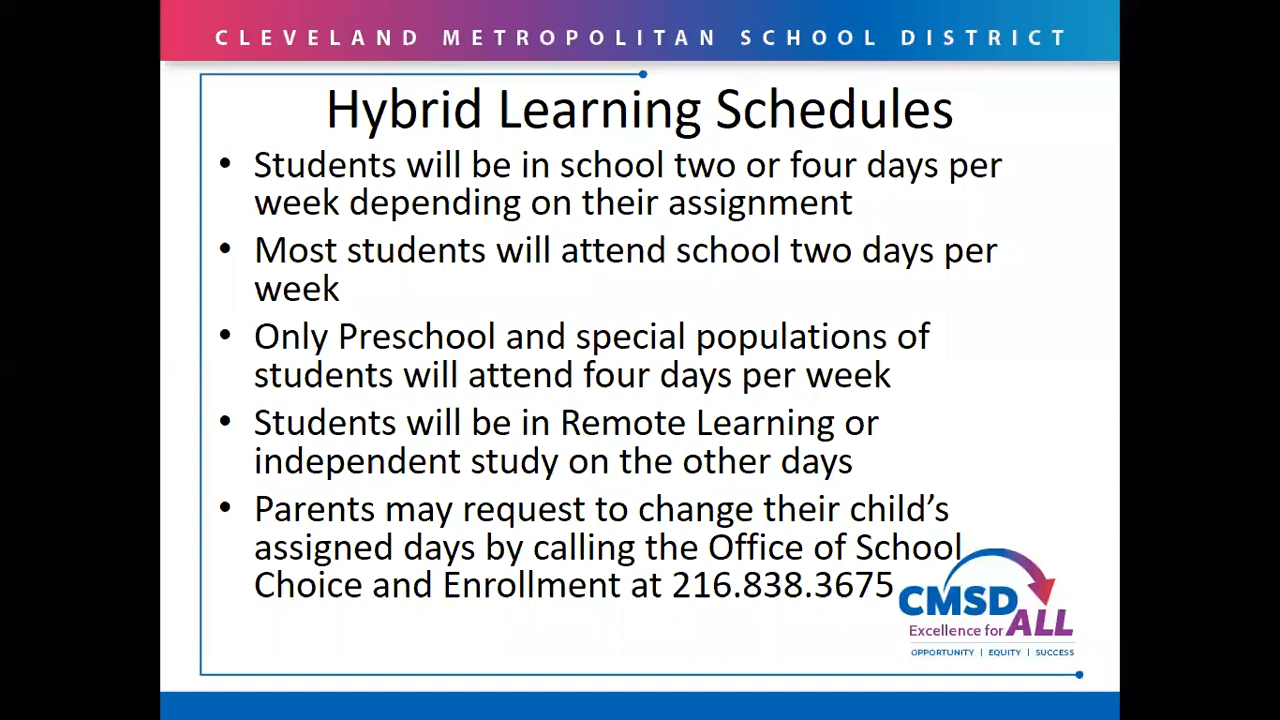 CLEVELAND METROPOLITAN SCHOOL DISTRICT
Hybrid Learning Schedules
• Students will be in school two or four days per
week depending on their assignment
• Most students will attend school two days per
week
• Only Preschool and special populations of
students will attend four days per week
• Students will be in Remote Learning or
independent study on the other days
• Parents may request to change their child’s
assigned days by calling the Office of School
Choice and Enrollment at 216.838.3675
CMSD
Excellence for ALL
OPPORTUNITY | EQUITY | SUCCESS